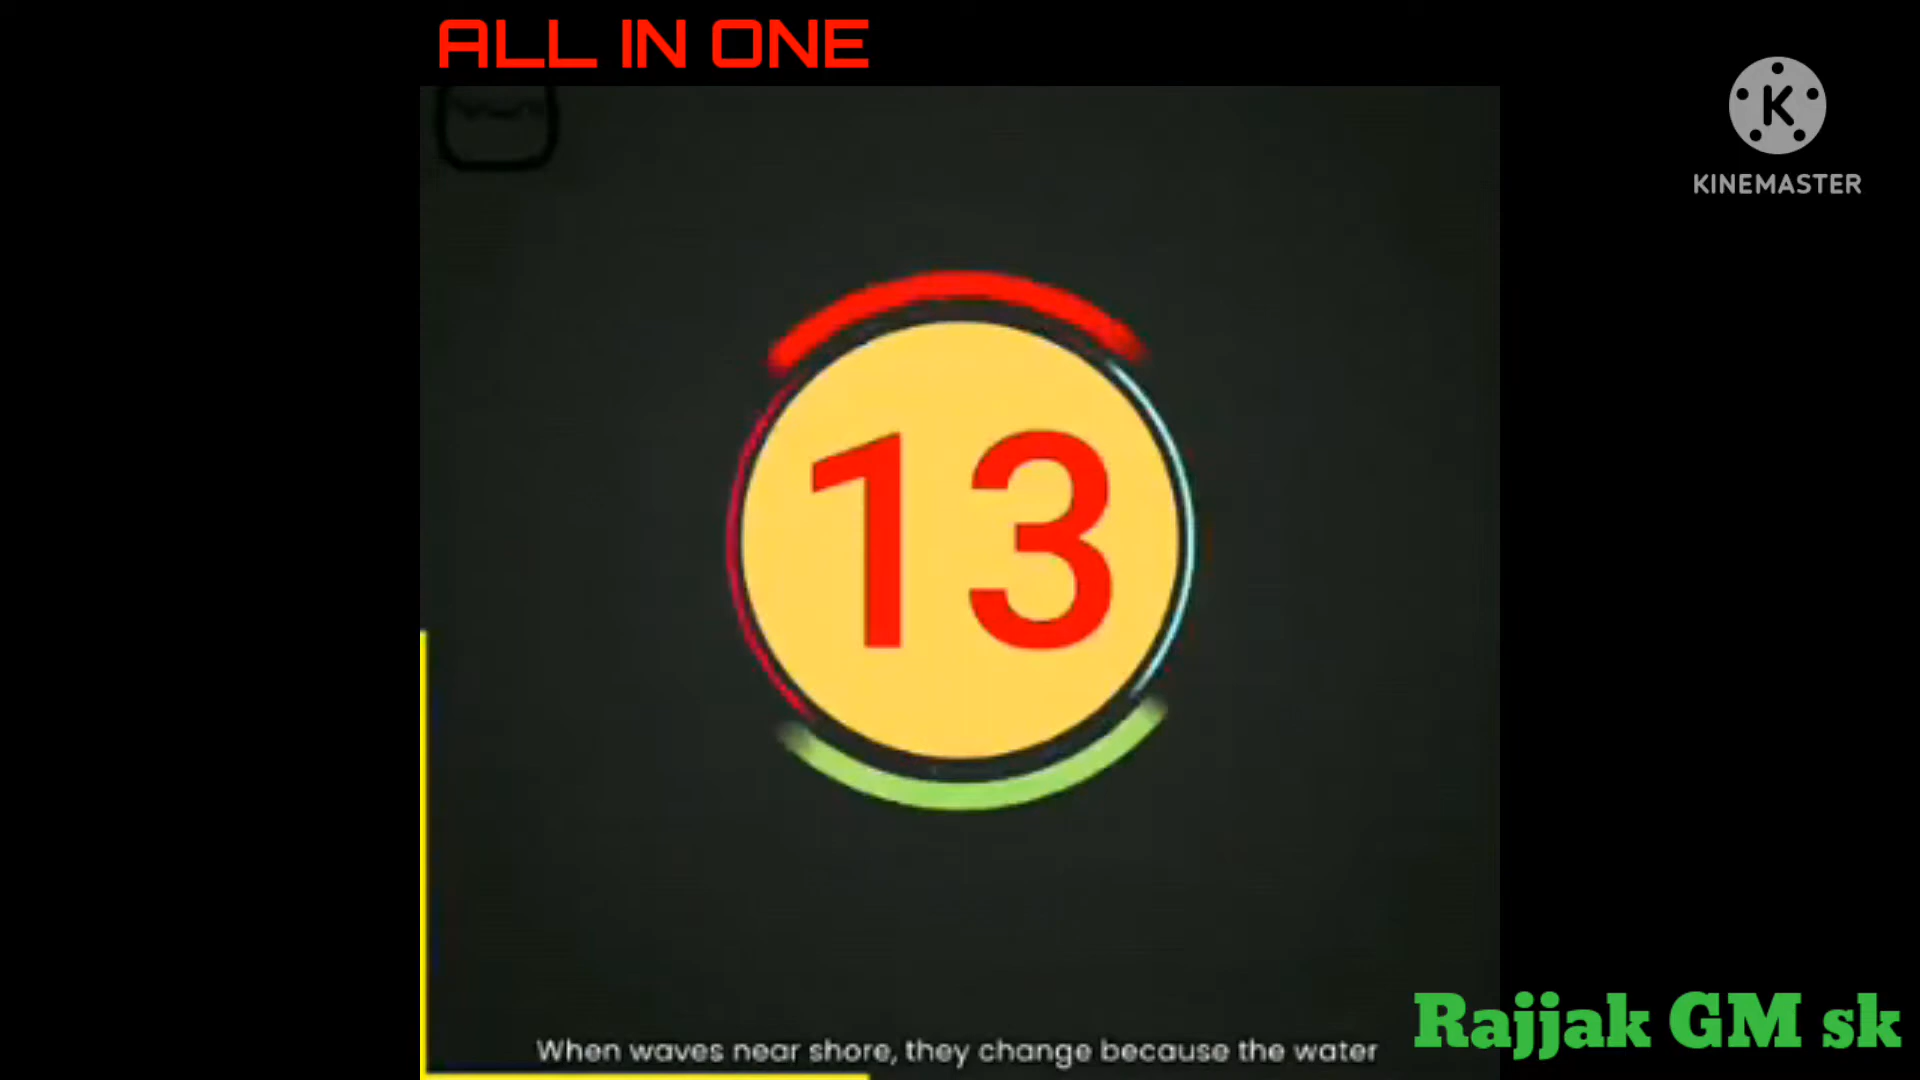 ALL IN ONE
K
KINEMASTER
13
When waves near shore, they change because the water
Rajjak GM sk